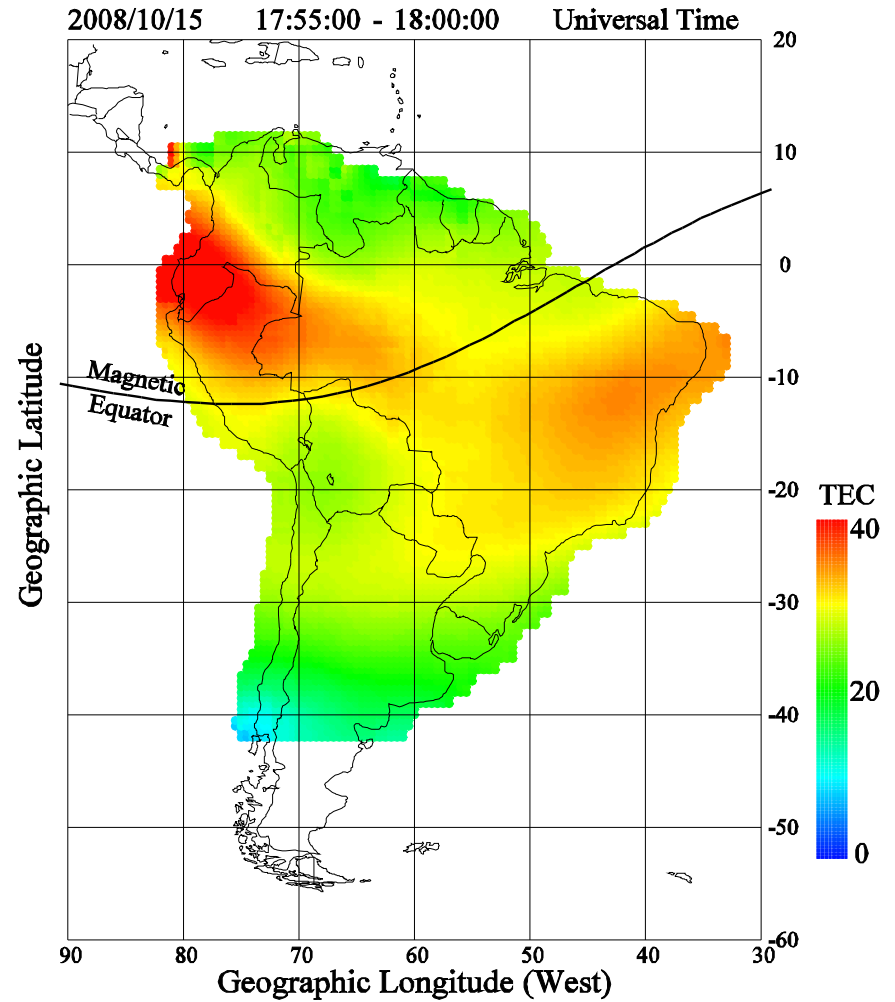 2008/10/15 17:55:00 - 18:00:00 Universal Time
20
10
0
-10
-20
-30
-40
-50
-60
Magnetic
Equator
Geographic Latitude
TEC
40
20
0
90 80 70 60 50 40 30
Geographic Longitude (West)